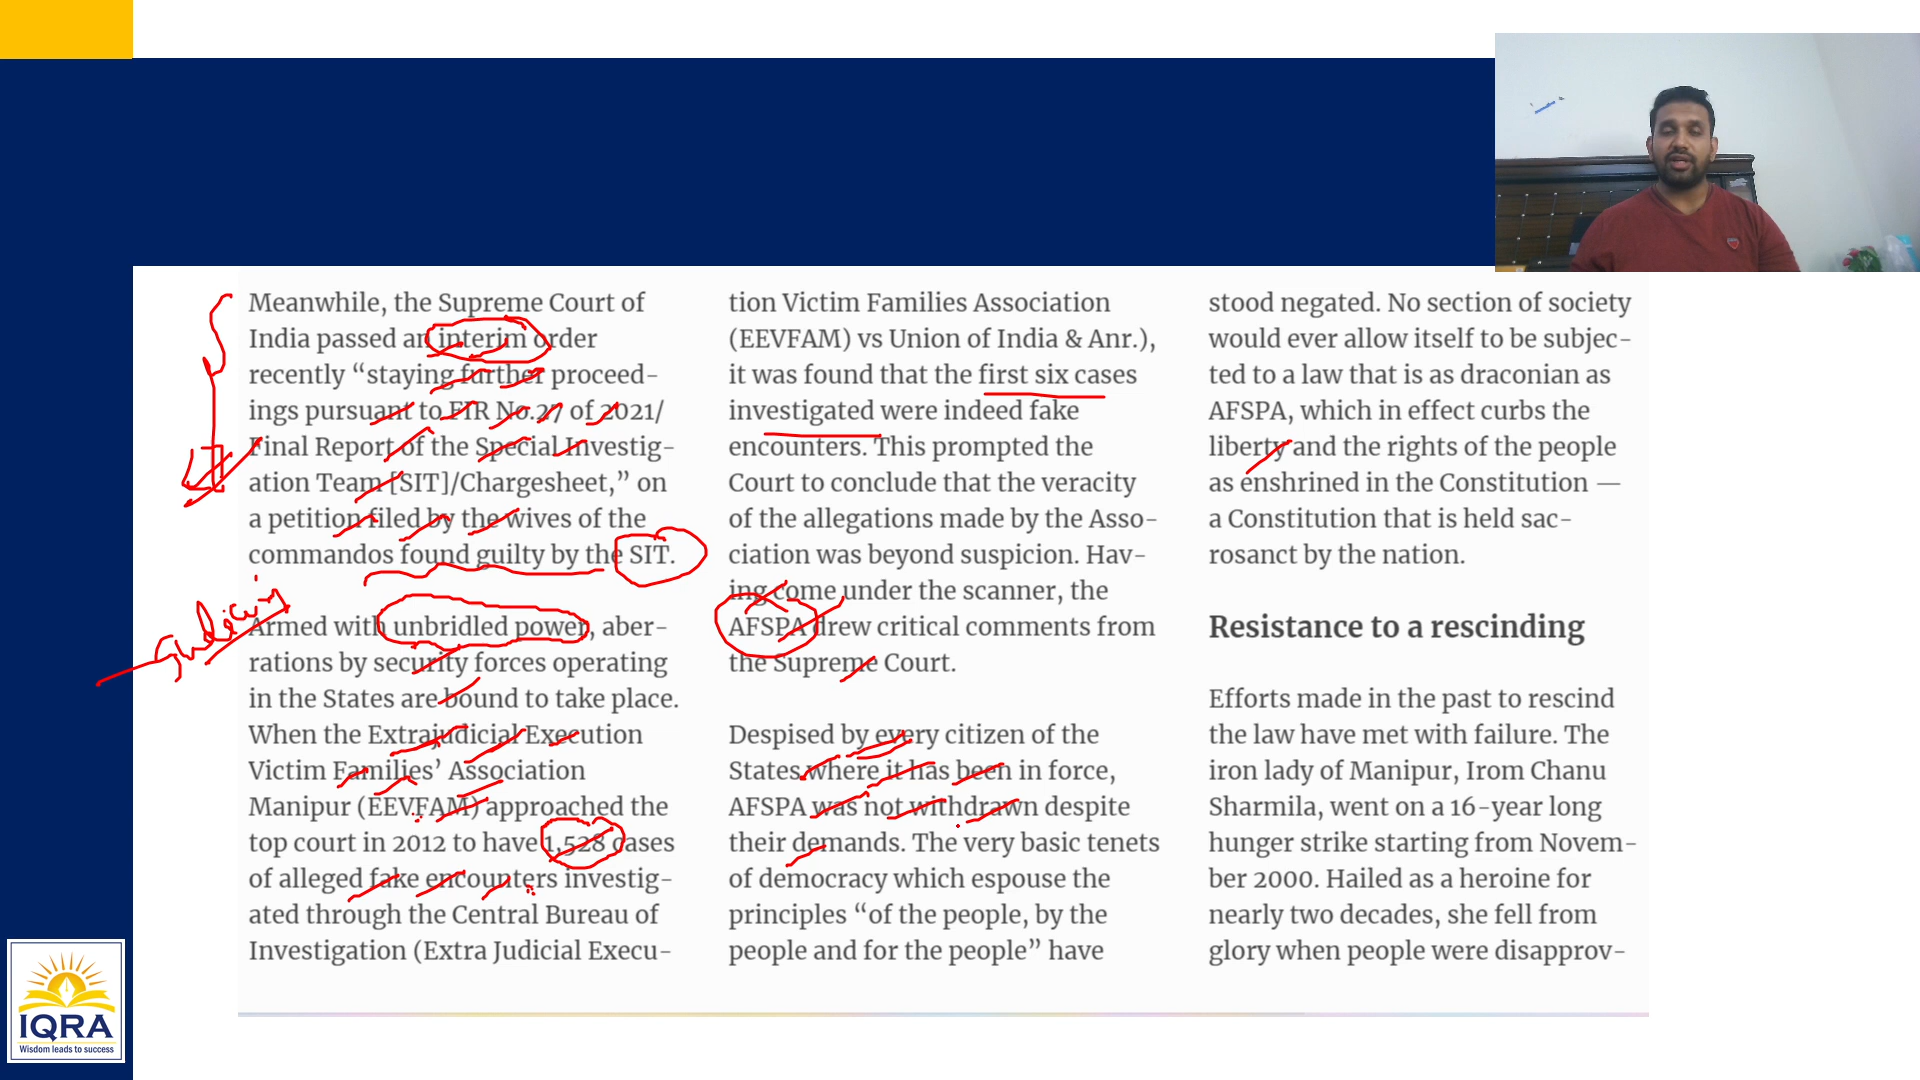 Meanwhile, the Supreme Court of
India passed an interim order
recently “staying further proceed-
ings pursuant to FIR No.27 of 2021/
Final Report of the Special Investig-
ation Team [SIT]/Chargesheet,” on
a petition filed by the wives of the
commandos found guilty by the SIT.
Armed with unbridled power, aber-
rations by security forces operating
in the States are bound to take place.
When the Extrajudicial Execution
Victim Families’ Association
Manipur (EEVFAM) approached the
top court in 2012 to have 1,528 cases
of alleged fake encounters investig-
ated through the Central Bureau of
Investigation (Extra Judicial Execu-
tion Victim Families Association
(EEVFAM) vs Union of India & Anr.),
it was found that the first six cases
investigated were indeed fake
encounters. This prompted the
Court to conclude that the veracity
of the allegations made by the Asso-
ciation was beyond suspicion. Hav-
ing come under the scanner, the
AFSPA drew critical comments from
the Supreme Court.
Despised by every citizen of the
States where it has been in force,
AFSPA was not withdrawn despite
their demands. The very basic tenets
of democracy which espouse the
principles “of the people, by the
people and for the people” have
stood negated. No section of society
would ever allow itself to be subjec-
ted to a law that is as draconian as
AFSPA, which in effect curbs the
liberty and the rights of the people
as enshrined in the Constitution —
a Constitution that is held sac-
rosanct by the nation.
Resistance to a rescinding
Efforts made in the past to rescind
the law have met with failure. The
iron lady of Manipur, Irom Chanu
Sharmila, went on a 16-year long
hunger strike starting from Novem-
ber 2000. Hailed as a heroine for
nearly two decades, she fell from
glory when people were disapprov-
IQRA
Wisdom leads to success